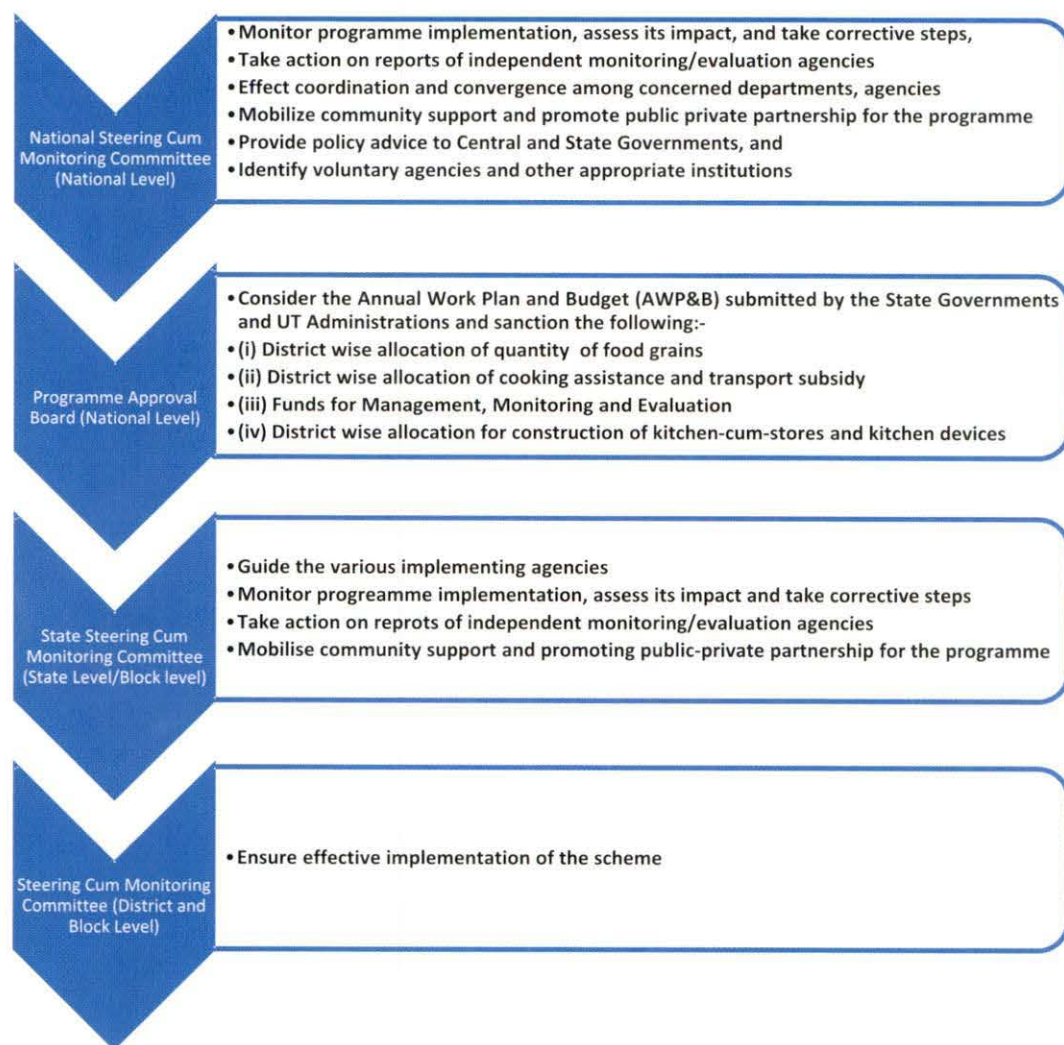 National Steering Cum
Monitoring Commmittee
(National Level)
•Monitor programme implementation, assess its impact, and take corrective steps,
•Take action on reports of independent monitoring/evaluation agencies
•Effect coordination and convergence among concerned departments, agencies
•Mobilize community support and promote public private partnership for the programme
•Provide policy advice to Central and State Governments, and
•Identify voluntary agencies and other appropriate institutions
Programme Approval
Board (National Level)
•Consider the Annual Work Plan and Budget (AWP&B) submitted by the State Governments
and UT Administrations and sanction the following:-
•(i) District wise allocation of quantity of food grains
•(ii) District wise allocation of cooking assistance and transport subsidy
•(iii) Funds for Management, Monitoring and Evaluation
•(iv) District wise allocation for construction of kitchen-cum-stores and kitchen devices
State Steering Cum
Monitoring Committee
(State Level/Block level)
•Guide the various implementing agencies
•Monitor progreamme implementation, assess its impact and take corrective steps
•Take action on reprots of independent monitoring/evaluation agencies
•Mobilise community support and promoting public-private partnership for the programme
Steering Cum Monitoring
Committee (District and
Block Level)
•Ensure effective implementation of the scheme